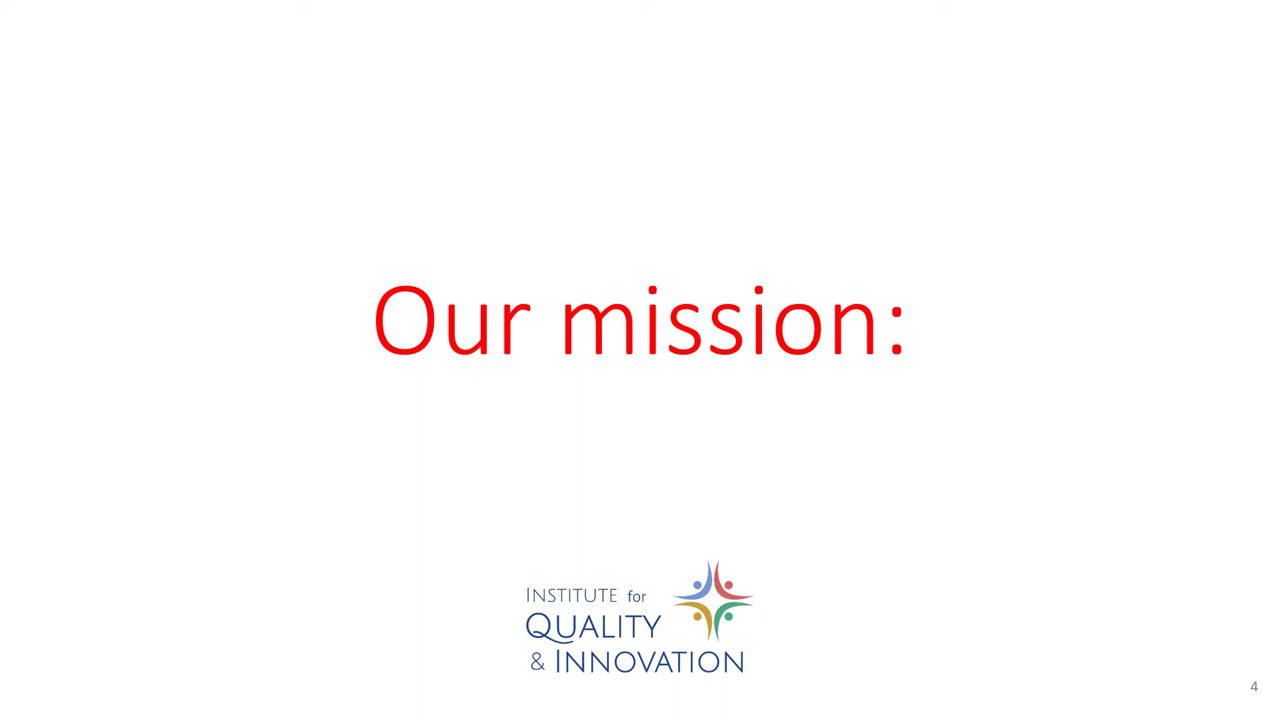 Our mission:
INSTITUTE for
QUALITY
& INNOVATION
4